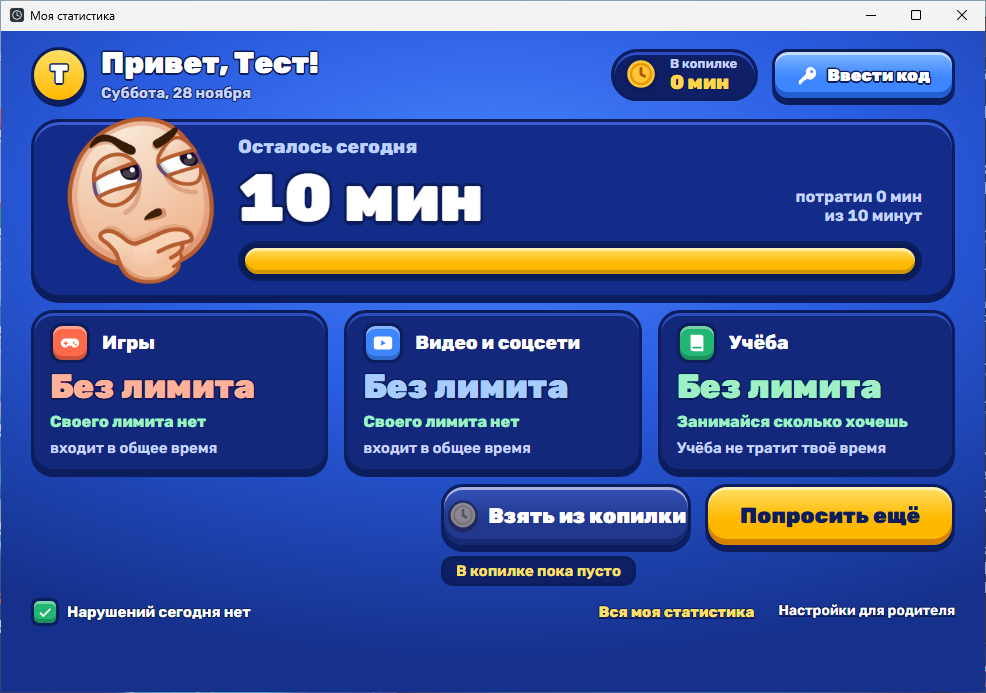 Моя статистика
Т
Привет, Тест!
Суббота, 28 ноября
В копилке
0 мин
Ввести код
Осталось сегодня
10 мин
потратил 0 мин
из 10 минут
Игры
Без лимита
Своего лимита нет
входит в общее время
Видео и соцсети
Без лимита
Своего лимита нет
входит в общее время
Учёба
Без лимита
Занимайся сколько хочешь
Учёба не тратит твоё время
Взять из копилки
Попросить ещё
В копилке пока пусто
Нарушений сегодня нет
Вся моя статистика
Настройки для родителя